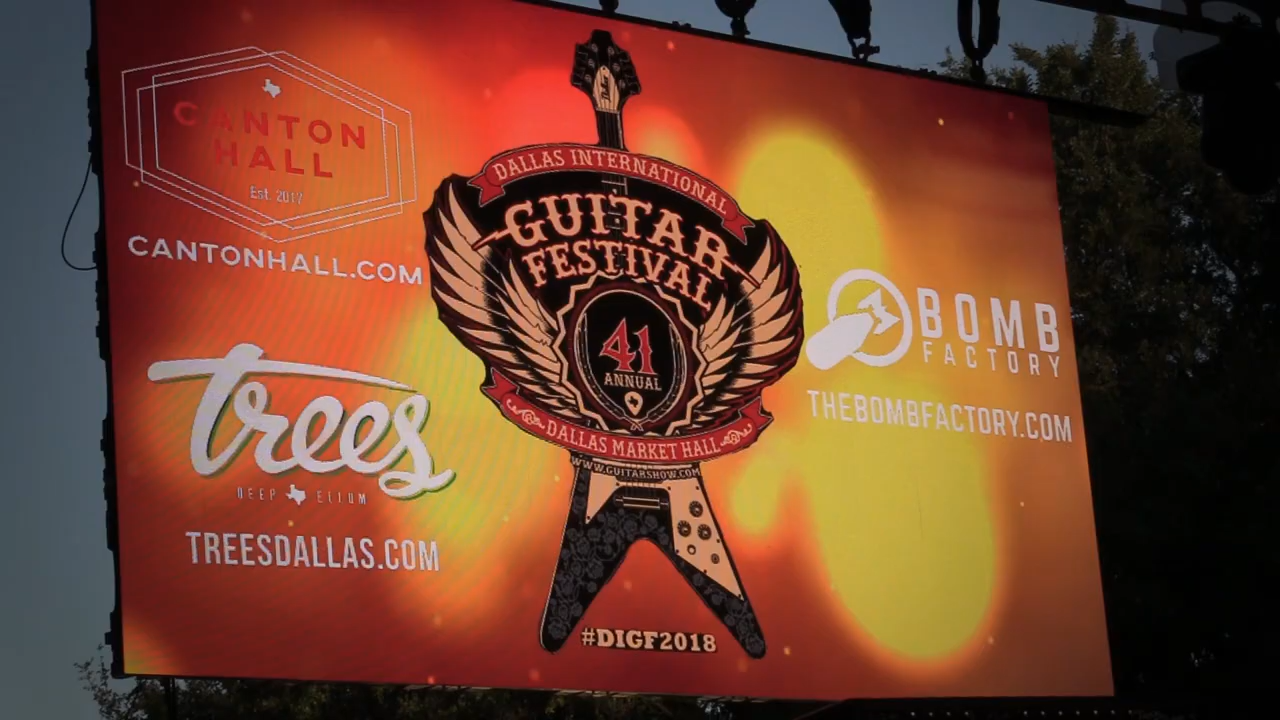 CANTON
HALL
Est. 2017
CANTONHALL.COM
trees
DEEP ELLUM
TREESDALLAS.COM
DALLAS INTERNATIONAL
GUITAR
FESTIVAL
41
ANNUAL
DALLAS MARKET HALL
WWW.GUITARSHOW.COM
#DIGF2018
BOMB
FACTORY
THEBOMBFACTORY.COM